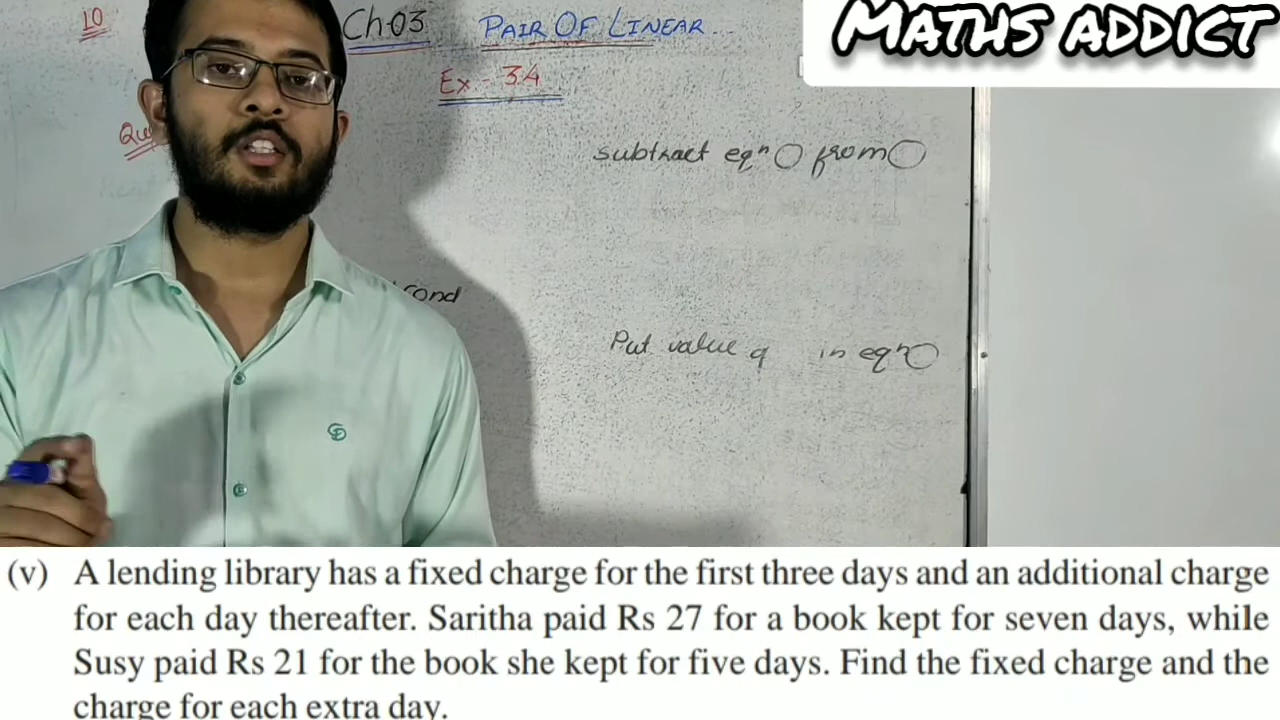 10
Ch-03 PAIR OF LINEAR...
MATHS ADDICT
Ex.- 3.4
subtract eqⁿ ○ from ○
Put value of in eqⁿ ○
(v) A lending library has a fixed charge for the first three days and an additional charge
for each day thereafter. Saritha paid Rs 27 for a book kept for seven days, while
Susy paid Rs 21 for the book she kept for five days. Find the fixed charge and the
charge for each extra day.